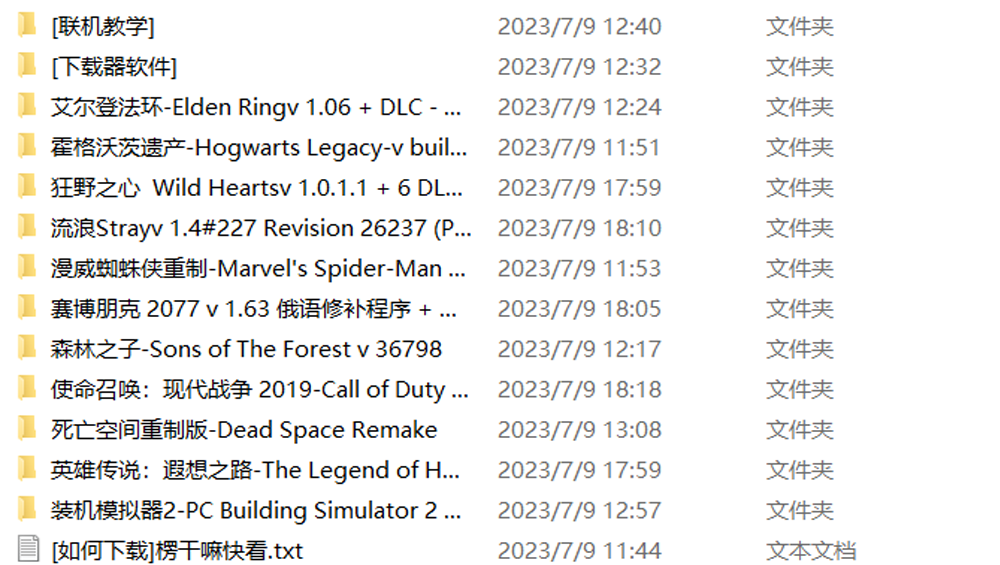 [联机教学] 2023/7/9 12:40 文件夹
[下载器软件] 2023/7/9 12:32 文件夹
艾尔登法环-Elden Ringv 1.06 + DLC - ... 2023/7/9 12:24 文件夹
霍格沃茨遗产-Hogwarts Legacy-v buil... 2023/7/9 11:51 文件夹
狂野之心 Wild Heartsv 1.0.1.1 + 6 DL... 2023/7/9 17:59 文件夹
流浪Strayv 1.4#227 Revision 26237 (P... 2023/7/9 18:10 文件夹
漫威蜘蛛侠重制-Marvel's Spider-Man ... 2023/7/9 11:53 文件夹
赛博朋克 2077 v 1.63 俄语修补程序 + ... 2023/7/9 18:05 文件夹
森林之子-Sons of The Forest v 36798 2023/7/9 12:17 文件夹
使命召唤：现代战争 2019-Call of Duty ... 2023/7/9 18:18 文件夹
死亡空间重制版-Dead Space Remake 2023/7/9 13:08 文件夹
英雄传说：遐想之路-The Legend of H... 2023/7/9 17:59 文件夹
装机模拟器2-PC Building Simulator 2 ... 2023/7/9 12:57 文件夹
[如何下载]楞干嘛快看.txt 2023/7/9 11:44 文本文档